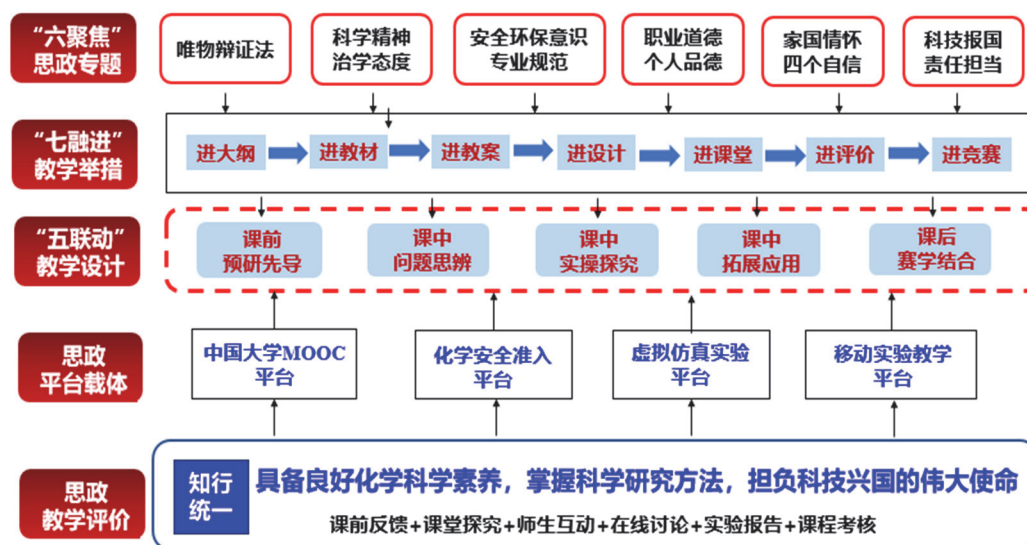 “六聚焦”
思政专题
唯物辩证法
科学精神
治学态度
安全环保意识
专业规范
职业道德
个人品德
家国情怀
四个自信
科技报国
责任担当
“七融进”
教学举措
进大纲
进教材
进教案
进设计
进课堂
进评价
进竞赛
“五联动”
教学设计
课前
预研先导
课中
问题思辨
课中
实操探究
课中
拓展应用
课后
赛学结合
思政
平台载体
中国大学MOOC
平台
化学安全准入
平台
虚拟仿真实验
平台
移动实验教学
平台
思政
教学评价
知行
统一
具备良好化学科学素养，掌握科学研究方法，担负科技兴国的伟大使命
课前反馈+课堂探究+师生互动+在线讨论+实验报告+课程考核